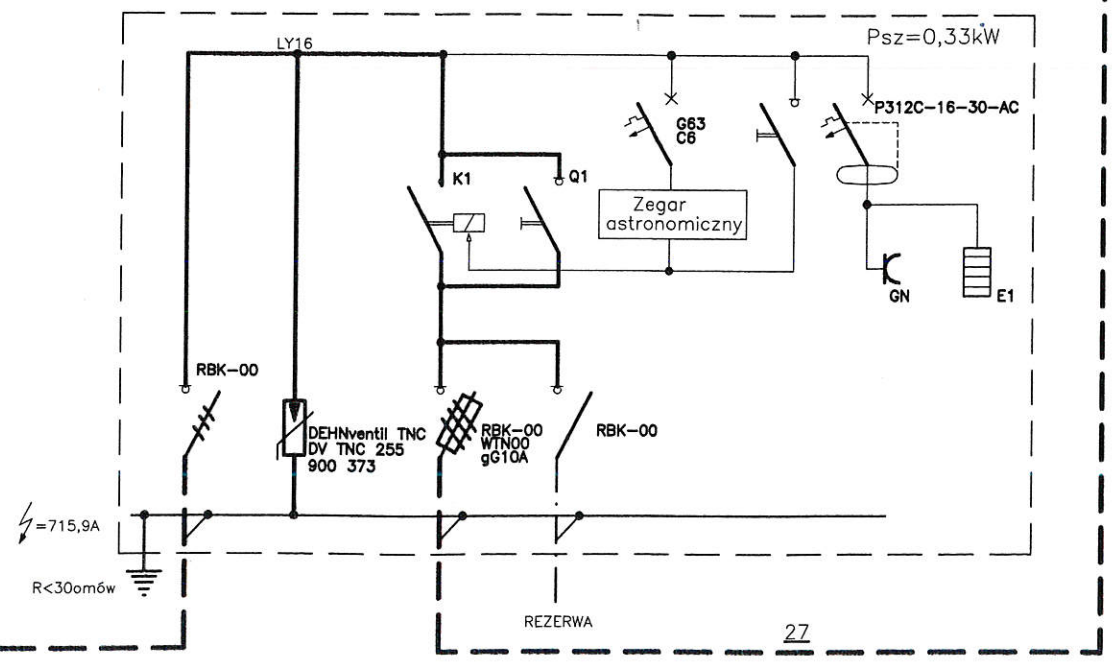 LY16
Psz=0,33kW
G63
C6
P312C-16-30-AC
K1
Q1
Zegar
astronomiczny
GN
E1
RBK-00
DEHNventil TNC
DV TNC 255
900 373
RBK-00
WTN00
gG10A
RBK-00
=715,9A
R<30omów
REZERWA
27